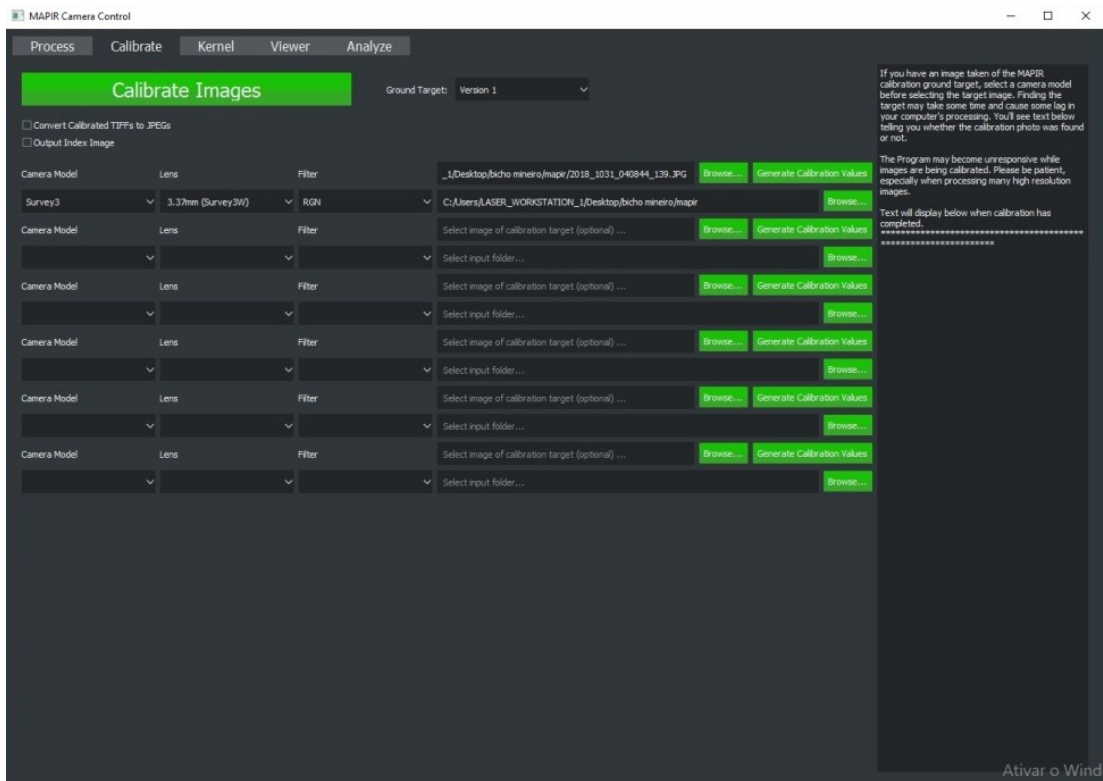 MAPIR Camera Control
Process Calibrate Kernel Viewer Analyze
Calibrate Images
Ground Target: Version 1
Convert Calibrated TIFFs to JPEGs
Output Index Image
Camera Model Lens Filter _1/Desktop/bicho mineiro/mapir/2018_1031_040844_139.JPG Browse... Generate Calibration Values
Survey3 3.37mm (Survey3W) RGN C:/Users/LASER_WORKSTATION_1/Desktop/bicho mineiro/mapir Browse...
Camera Model Lens Filter Select image of calibration target (optional) ... Browse... Generate Calibration Values
Select input folder... Browse...
Camera Model Lens Filter Select image of calibration target (optional) ... Browse... Generate Calibration Values
Select input folder... Browse...
Camera Model Lens Filter Select image of calibration target (optional) ... Browse... Generate Calibration Values
Select input folder... Browse...
Camera Model Lens Filter Select image of calibration target (optional) ... Browse... Generate Calibration Values
Select input folder... Browse...
Camera Model Lens Filter Select image of calibration target (optional) ... Browse... Generate Calibration Values
Select input folder... Browse...
If you have an image taken of the MAPIR
calibration ground target, select a camera model
before selecting the target image. Finding the
target may take some time and cause some lag in
your computer's processing. You'll see text below
telling you whether the calibration photo was found
or not.
The Program may become unresponsive while
images are being calibrated. Please be patient,
especially when processing many high resolution
images.
Text will display below when calibration has
completed.
*******************************************
************************
Ativar o Wind